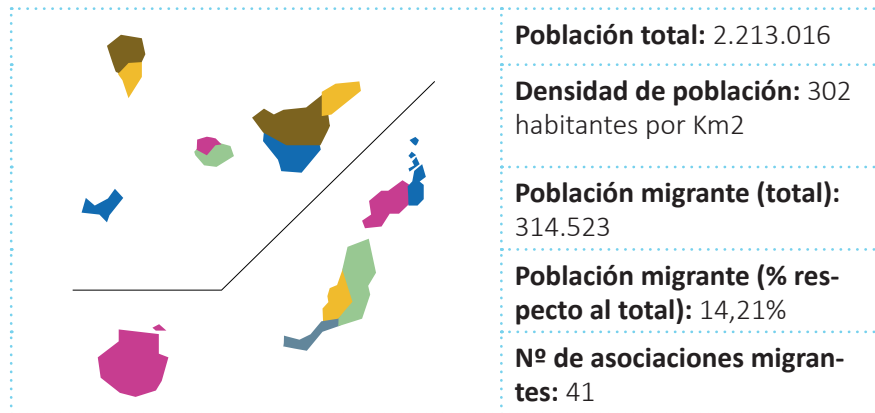 Población total: 2.213.016
Densidad de población: 302
habitantes por Km2
Población migrante (total):
314.523
Población migrante (% res-
pecto al total): 14,21%
Nº de asociaciones migran-
tes: 41